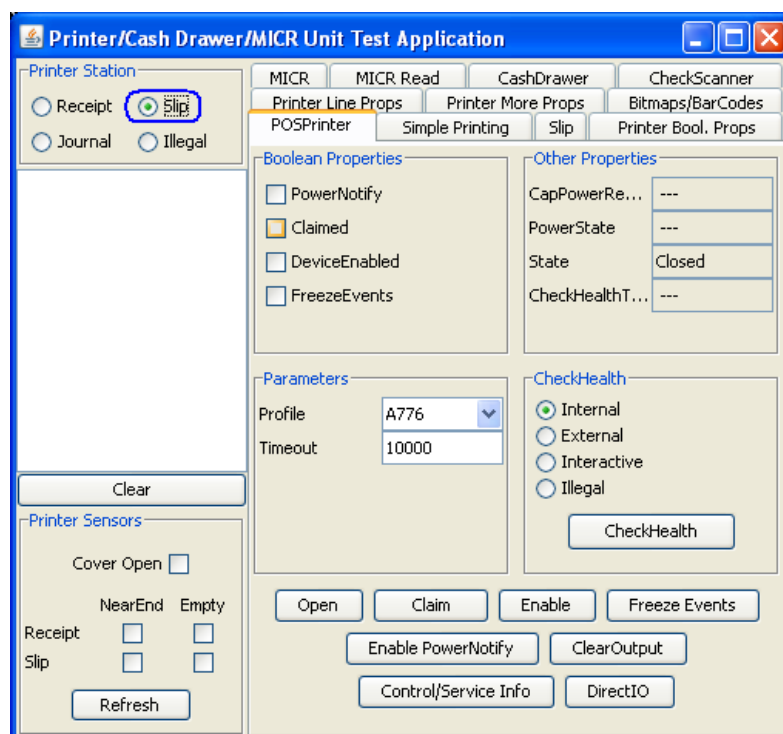 Printer/Cash Drawer/MICR Unit Test Application
Printer Station
Receipt Slip
Journal Illegal
Clear
Printer Sensors
Cover Open
NearEnd Empty
Receipt
Slip
Refresh
MICR MICR Read CashDrawer CheckScanner
Printer Line Props Printer More Props Bitmaps/BarCodes
POSPrinter Simple Printing Slip Printer Bool. Props
Boolean Properties
PowerNotify
Claimed
DeviceEnabled
FreezeEvents
Other Properties
CapPowerRe... ---
PowerState ---
State Closed
CheckHealthT... ---
Parameters
Profile A776
Timeout 10000
CheckHealth
Internal
External
Interactive
Illegal
CheckHealth
Open Claim Enable Freeze Events
Enable PowerNotify ClearOutput
Control/Service Info DirectIO